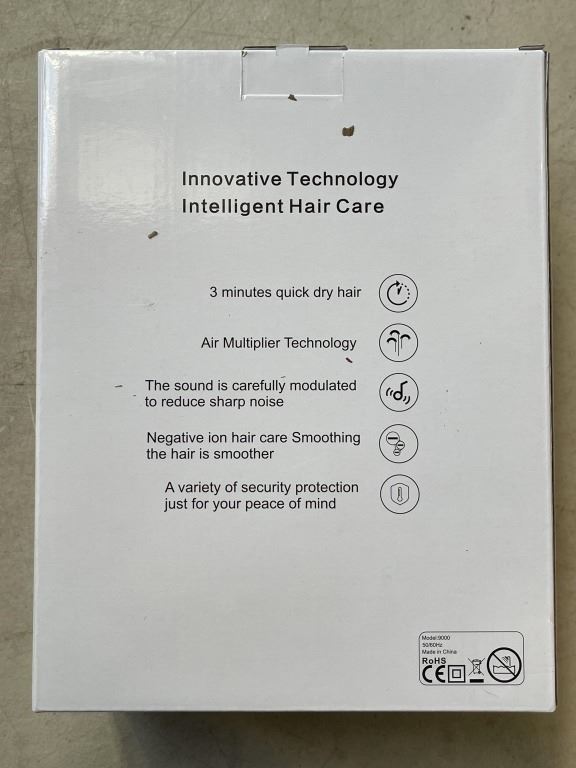 Innovative Technology
Intelligent Hair Care
3 minutes quick dry hair
Air Multiplier Technology
The sound is carefully modulated
to reduce sharp noise
Negative ion hair care Smoothing
the hair is smoother
A variety of security protection
just for your peace of mind
Model:9000
50/60Hz
Made in China
RoHS
CE